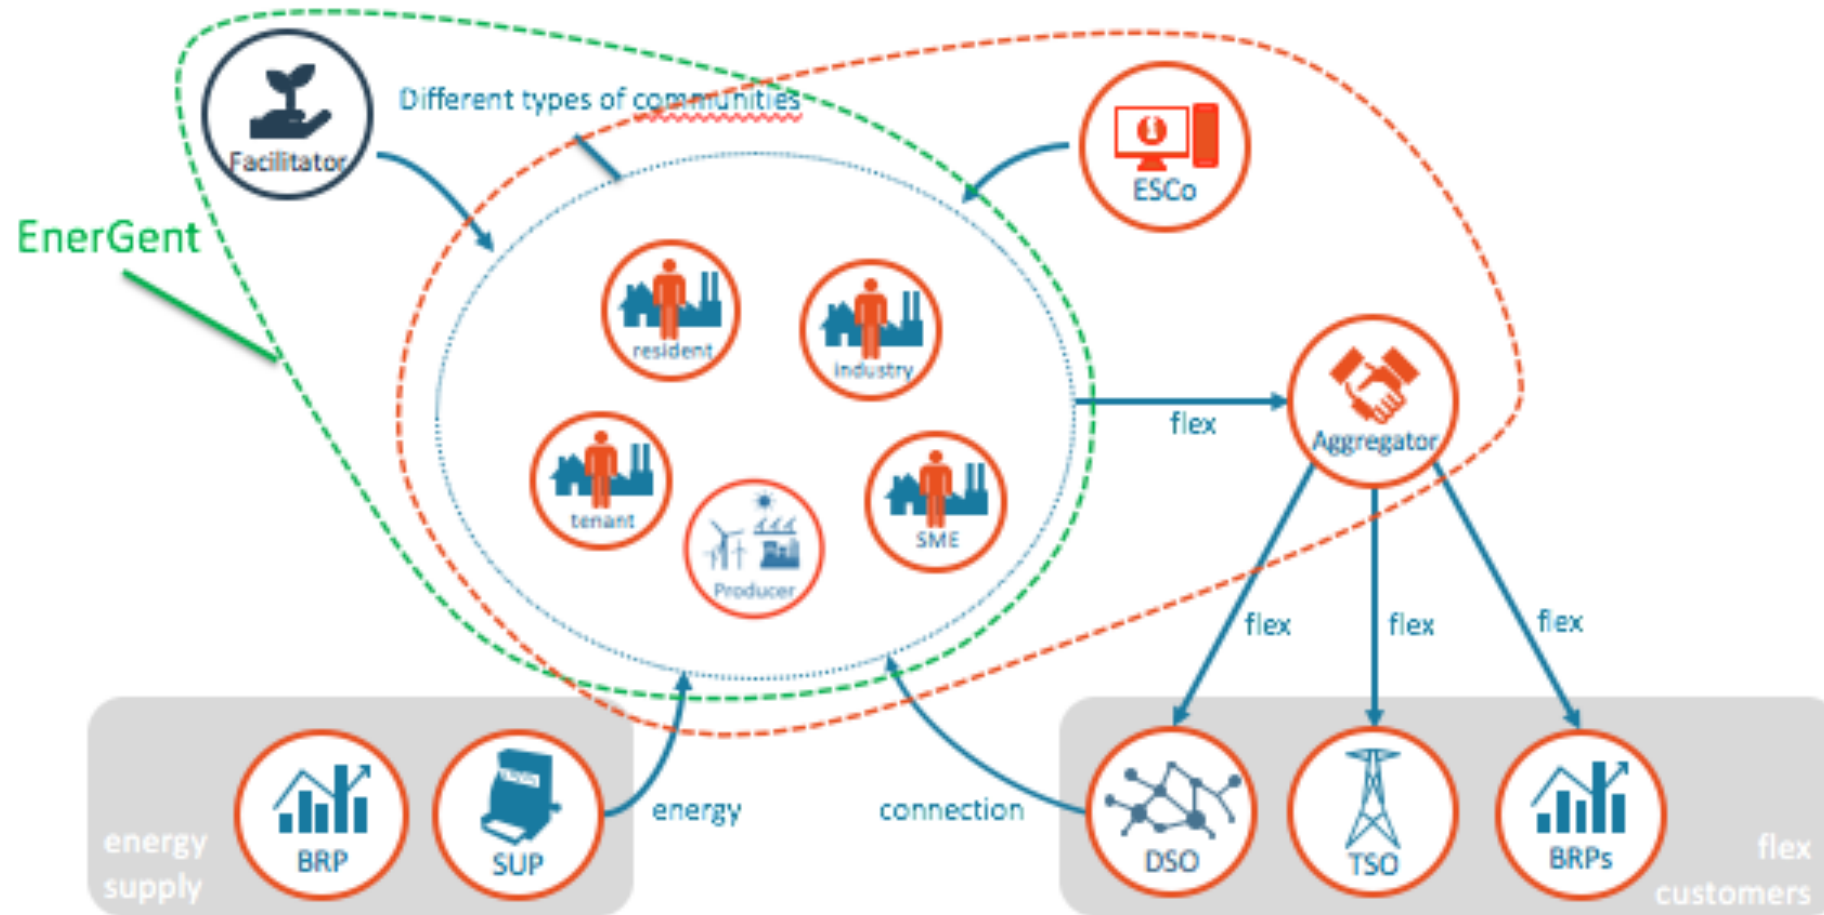 Different types of communities
Facilitator
ESCo
EnerGent
resident
industry
flex
Aggregator
tenant
SME
Producer
flex
flex
flex
energy
connection
energy
supply
BRP
SUP
DSO
TSO
BRPs
flex
customers